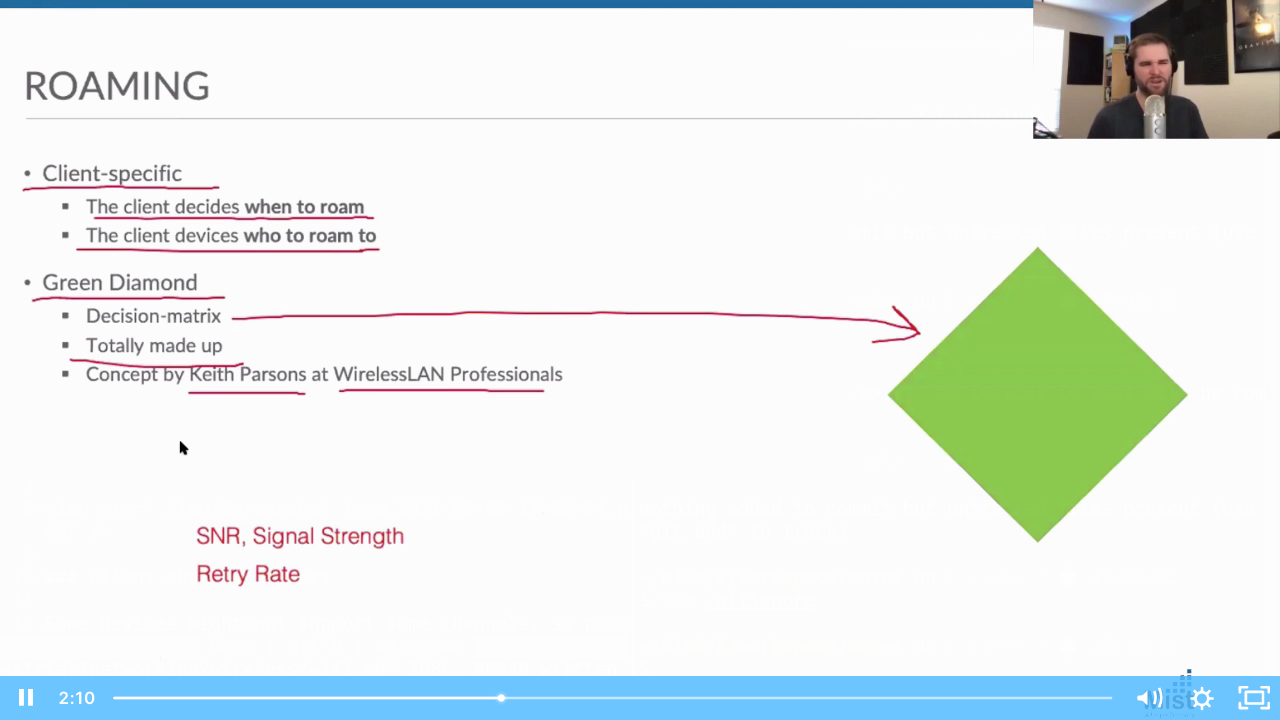 ROAMING
• Client-specific
▪ The client decides when to roam
▪ The client devices who to roam to
• Green Diamond
▪ Decision-matrix
▪ Totally made up
▪ Concept by Keith Parsons at WirelessLAN Professionals
SNR, Signal Strength
Retry Rate
2:10
Mist